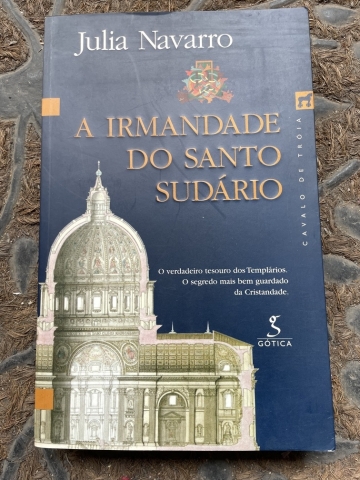 Julia Navarro
A IRMANDADE
DO SANTO
SUDÁRIO
CAVALO DE TRÓIA
O verdadeiro tesouro dos Templários.
O segredo mais bem guardado
da Cristandade.
g
GÓTICA